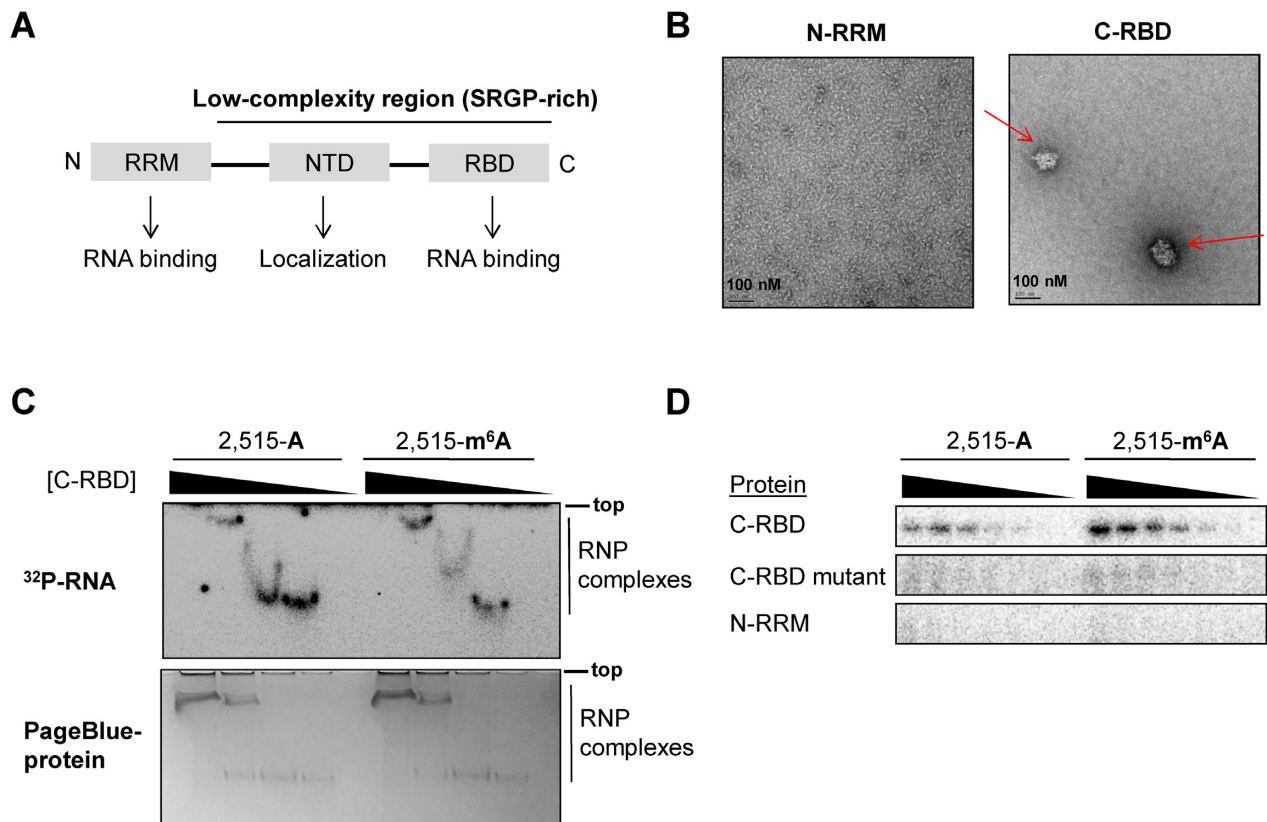 A
Low-complexity region (SRGP-rich)
N RRM NTD RBD C
RNA binding Localization RNA binding
B
N-RRM C-RBD
100 nM 100 nM
C
2,515-A 2,515-m⁶A
[C-RBD]
top
³²P-RNA
RNP
complexes
top
PageBlue-
protein
RNP
complexes
D
2,515-A 2,515-m⁶A
Protein
C-RBD
C-RBD mutant
N-RRM